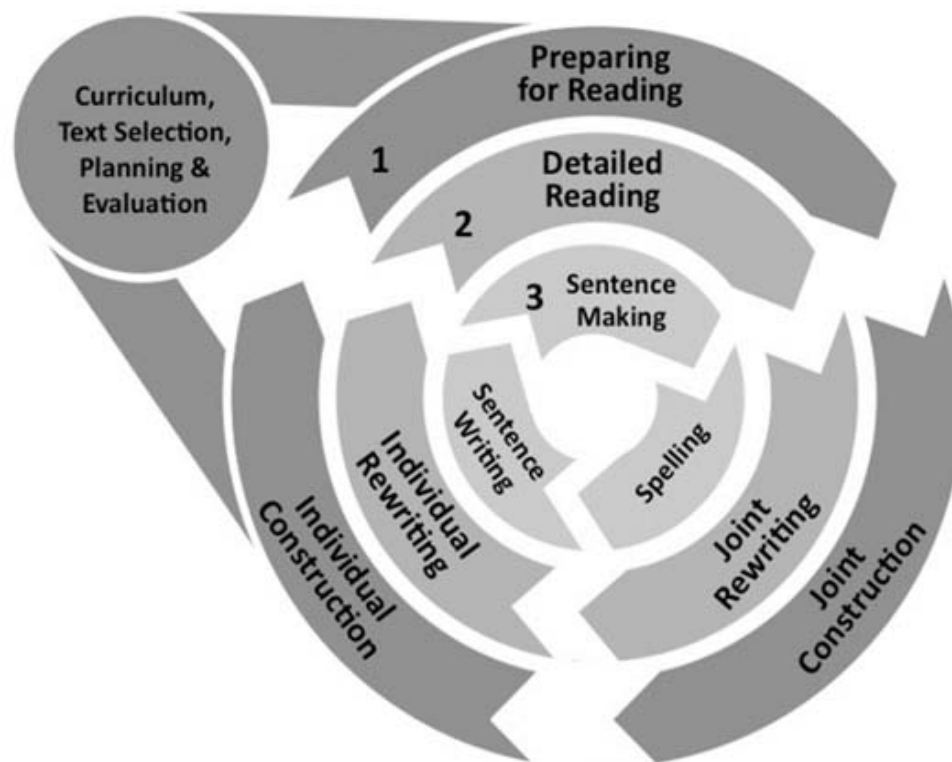 Curriculum,
Text Selection,
Planning &
Evaluation
1
Preparing
for Reading
2
Detailed
Reading
3
Sentence
Making
Sentence
Writing
Spelling
Individual
Rewriting
Joint
Rewriting
Individual
Construction
Joint
Construction